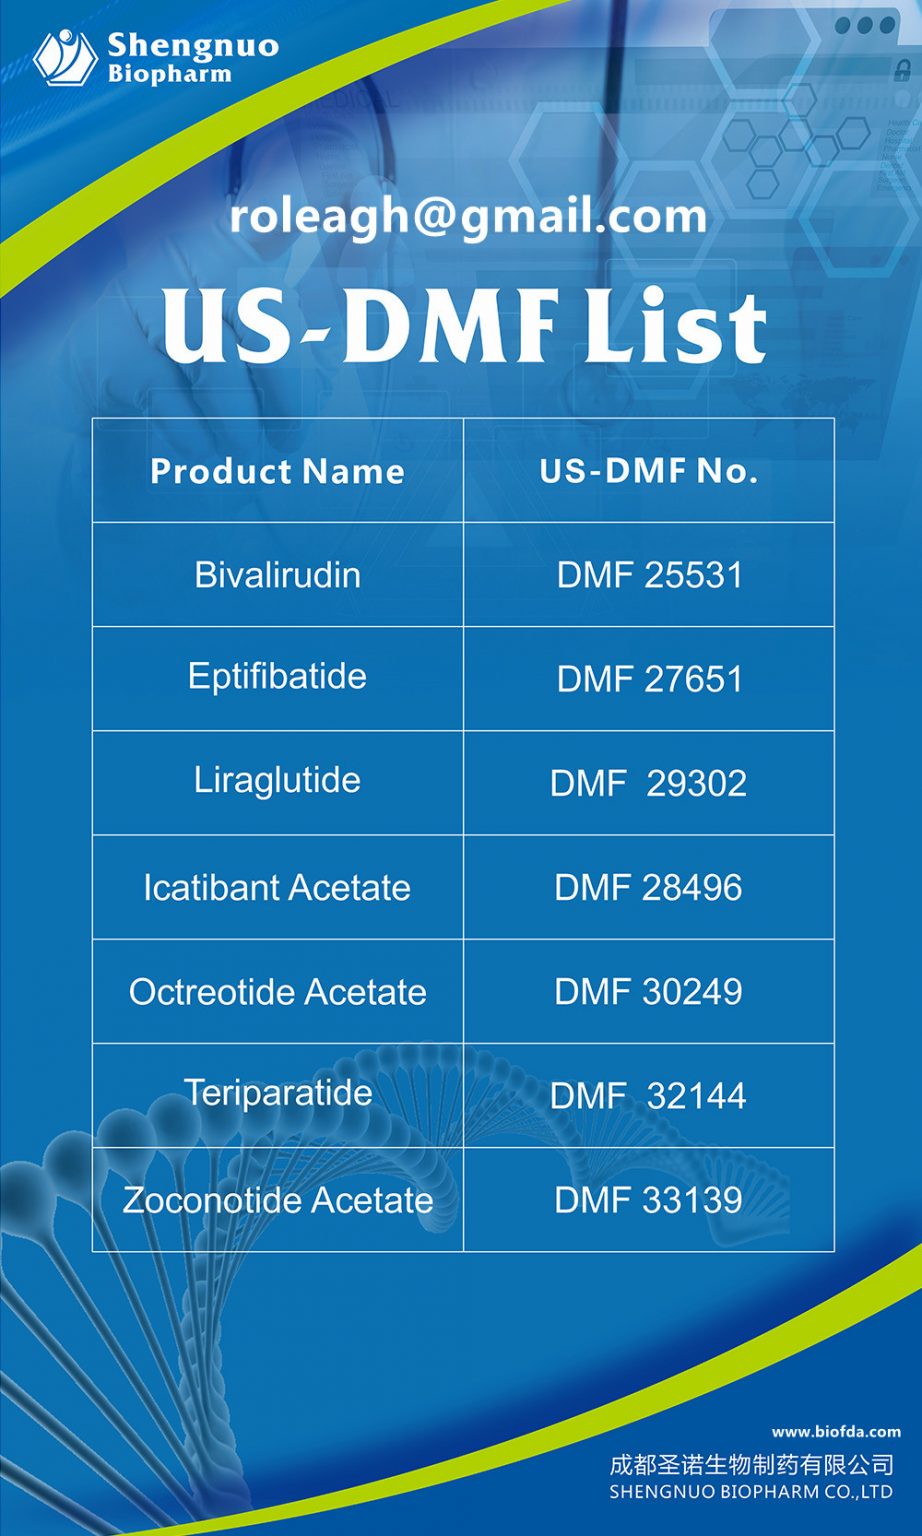 Shengnuo
Biopharm
MEDICAL
roleagh@gmail.com
US-DMF List
Product Name US-DMF No.
Bivalirudin DMF 25531
Eptifibatide DMF 27651
Liraglutide DMF 29302
Icatibant Acetate DMF 28496
Octreotide Acetate DMF 30249
Teriparatide DMF 32144
Zoconotide Acetate DMF 33139
www.biofda.com
成都圣诺生物制药有限公司
SHENGNUO BIOPHARM CO.,LTD